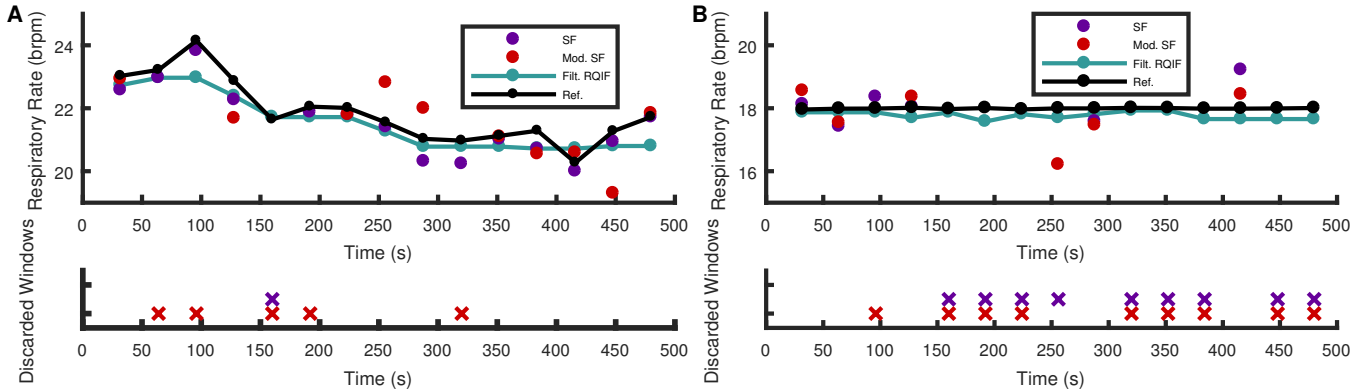 A
Respiratory Rate (brpm)
24
22
20
SF
Mod. SF
Filt. RQIF
Ref.
0 50 100 150 200 250 300 350 400 450 500
Time (s)
Discarded Windows
0 50 100 150 200 250 300 350 400 450 500
Time (s)
B
Respiratory Rate (brpm)
20
18
16
SF
Mod. SF
Filt. RQIF
Ref.
0 50 100 150 200 250 300 350 400 450 500
Time (s)
Discarded Windows
0 50 100 150 200 250 300 350 400 450 500
Time (s)